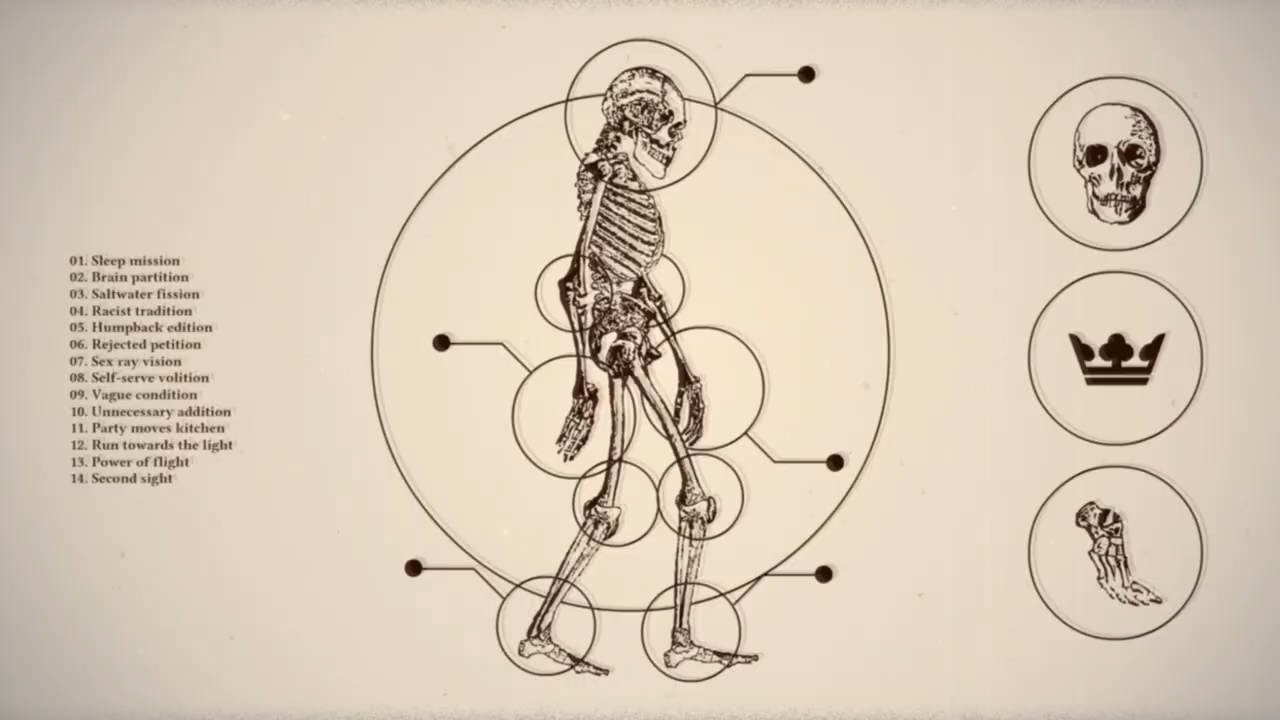 01. Sleep mission
02. Brain partition
03. Saltwater fission
04. Racist tradition
05. Humpback edition
06. Rejected petition
07. Sex ray vision
08. Self-serve volition
09. Vague condition
10. Unnecessary addition
11. Party moves kitchen
12. Run towards the light
13. Power of flight
14. Second sight